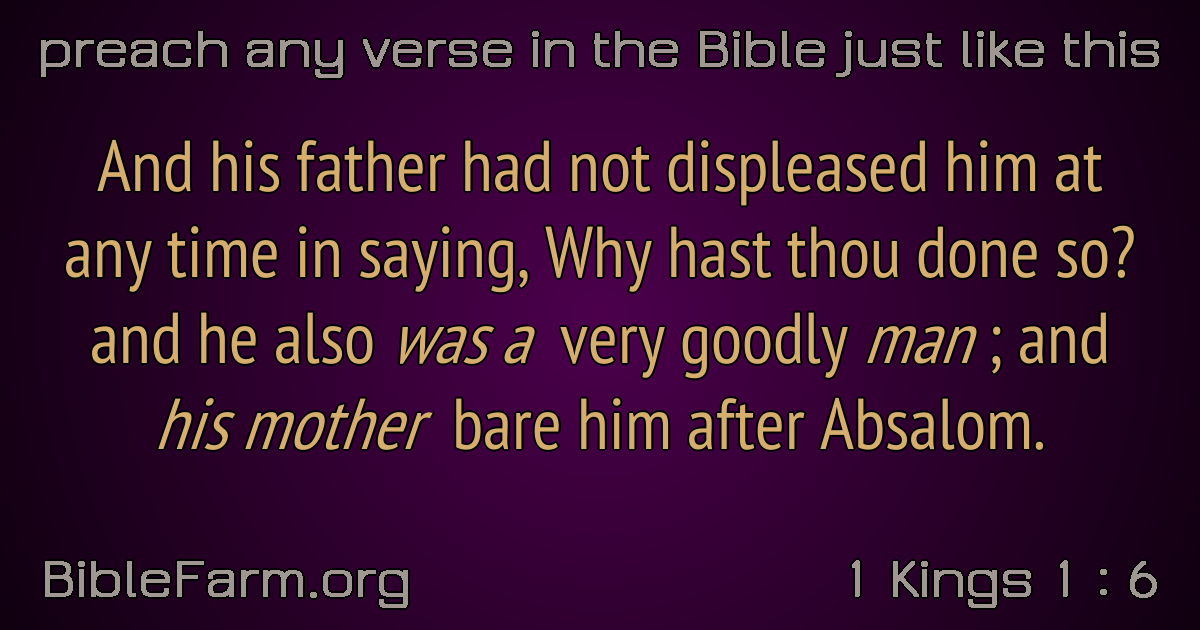 preach any verse in the Bible just like this
And his father had not displeased him at
any time in saying, Why hast thou done so?
and he also was a very goodly man ; and
his mother bare him after Absalom.
BibleFarm.org
1 Kings 1 : 6